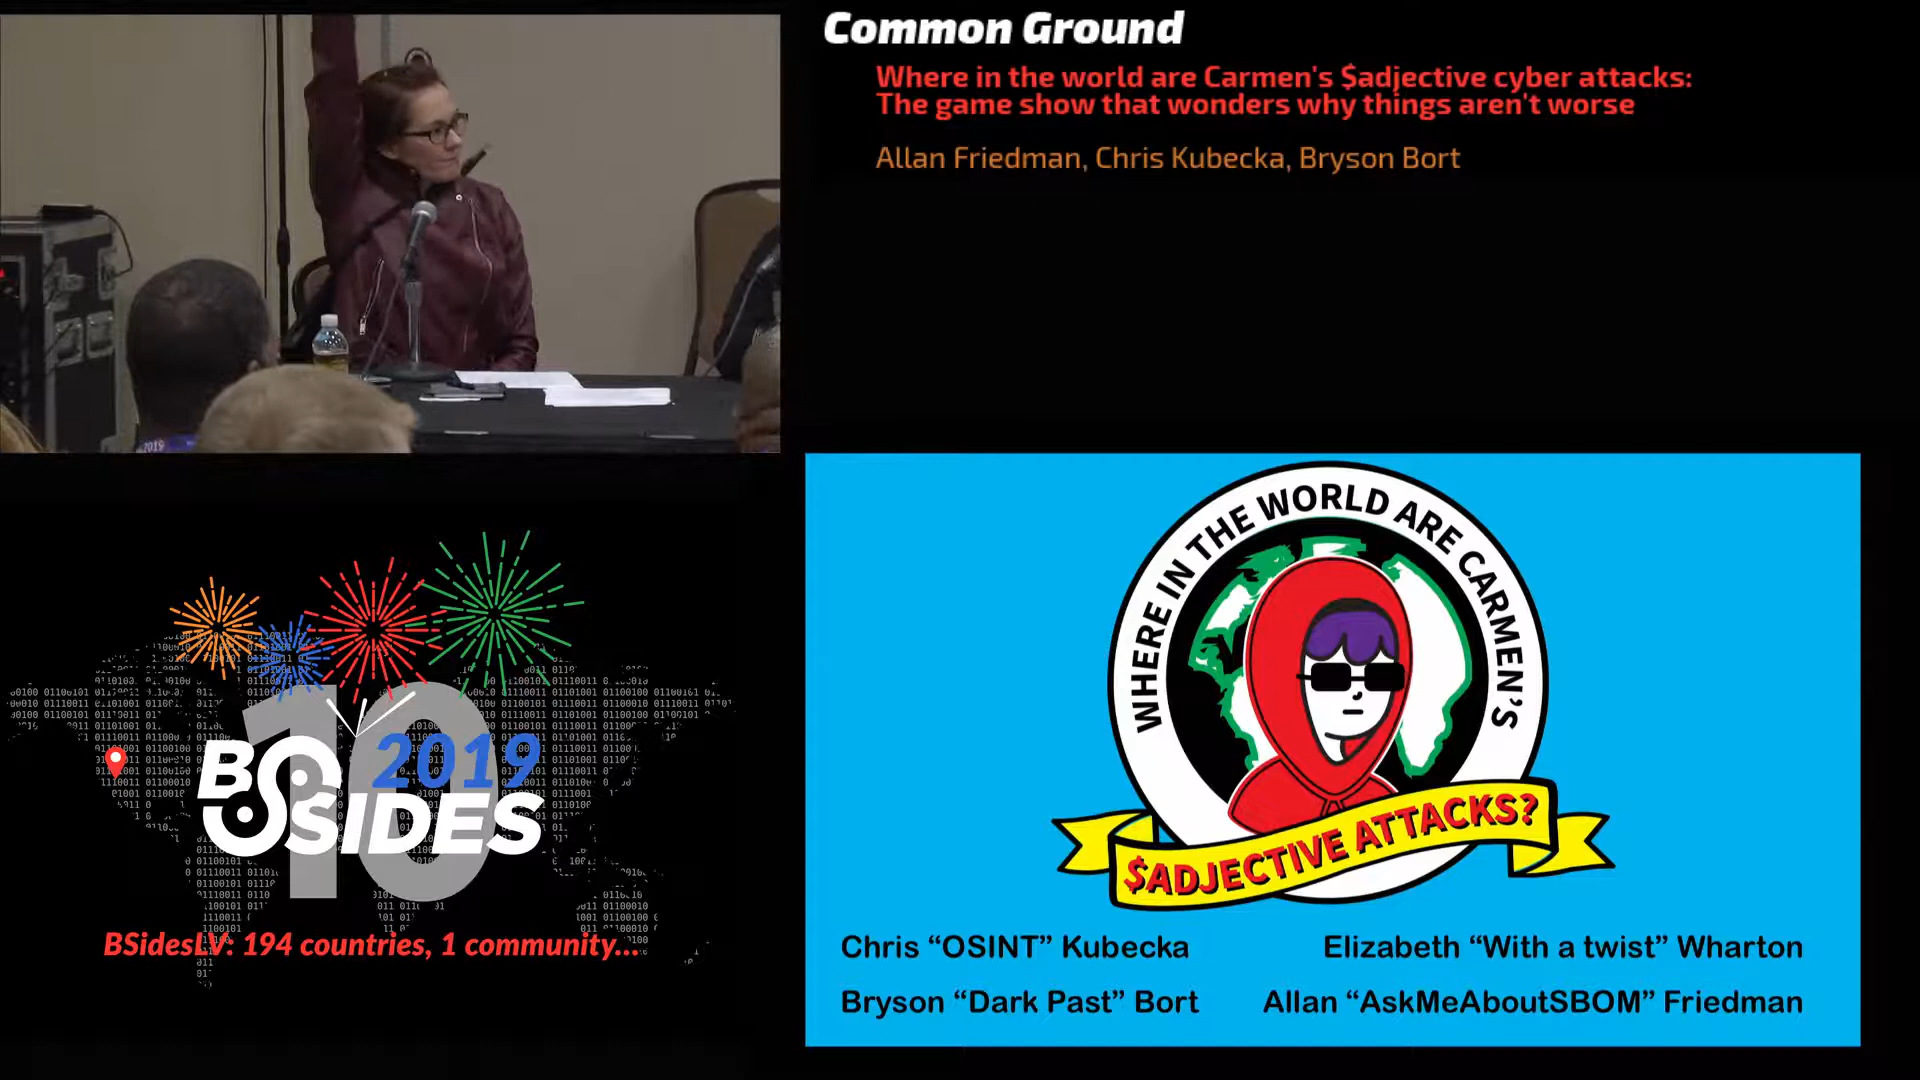 Common Ground
Where in the world are Carmen's $adjective cyber attacks:
The game show that wonders why things aren't worse
Allan Friedman, Chris Kubecka, Bryson Bort
2019
10
BSIDES
2019
BSidesLV: 194 countries, 1 community...
WHERE IN THE WORLD ARE CARMEN'S
$ADJECTIVE ATTACKS?
Chris “OSINT” Kubecka
Elizabeth “With a twist” Wharton
Bryson “Dark Past” Bort
Allan “AskMeAboutSBOM” Friedman